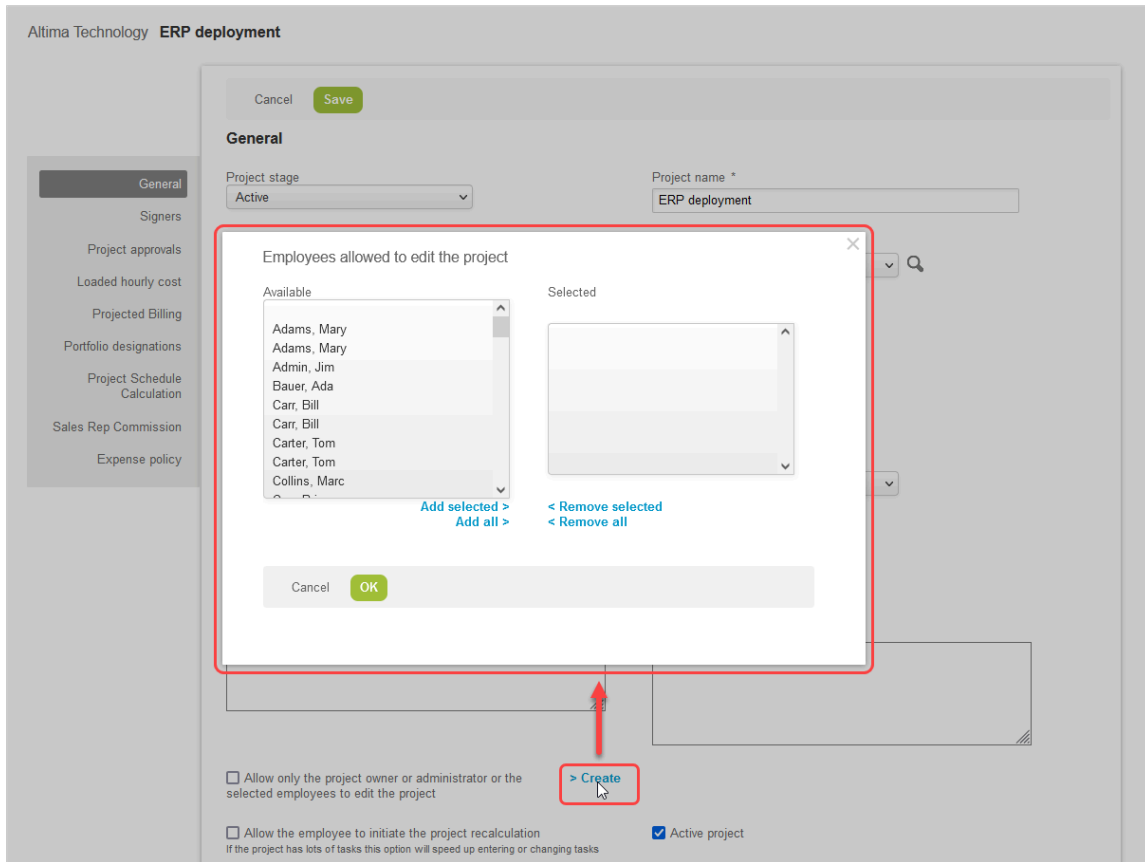 Altima Technology ERP deployment
Cancel Save
General
General
Signers
Project approvals
Loaded hourly cost
Projected Billing
Portfolio designations
Project Schedule
Calculation
Sales Rep Commission
Expense policy
Project stage
Active
Project name *
ERP deployment
Employees allowed to edit the project
Available
Adams, Mary
Adams, Mary
Admin, Jim
Bauer, Ada
Carr, Bill
Carr, Bill
Carter, Tom
Carter, Tom
Collins, Marc
Selected
Add selected >
Add all >
< Remove selected
< Remove all
Cancel OK
Allow only the project owner or administrator or the
selected employees to edit the project
> Create
Allow the employee to initiate the project recalculation
If the project has lots of tasks this option will speed up entering or changing tasks
Active project